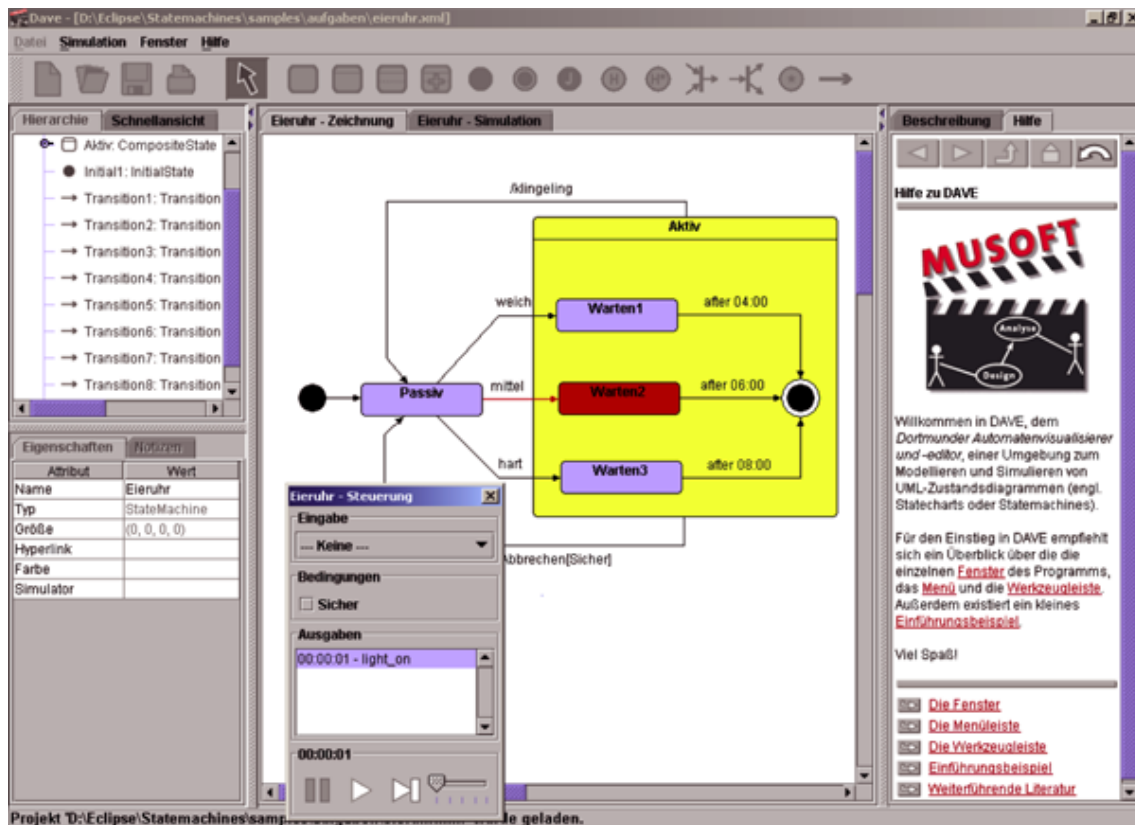 Dave - [D:\Eclipse\Statemachines\samples\aufgaben\eieruhr.xml]
Datei Simulation Fenster Hilfe
Hierarchie Schnellansicht
Aktiv: CompositeState
Initial1: InitialState
Transition1: Transition
Transition2: Transition
Transition3: Transition
Transition4: Transition
Transition5: Transition
Transition6: Transition
Transition7: Transition
Transition8: Transition
Eigenschaften Notizen
Attribut Wert
Name Eieruhr
Typ StateMachine
Größe (0, 0, 0, 0)
Hyperlink
Farbe
Simulator
Eieruhr - Zeichnung Eieruhr - Simulation
/klingeling
Aktiv
weich Warten1 after 04:00
Passiv mittel Warten2 after 06:00
hart Warten3 after 08:00
Abbrechen[Sicher]
Eieruhr - Steuerung
Eingabe
--- Keine ---
Bedingungen
Sicher
Ausgaben
00:00:01 - light_on
00:00:01
Beschreibung Hilfe
Hilfe zu DAVE
MUSOFT
Analyse
Design
Willkommen in DAVE, dem
Dortmunder Automatenvisualisierer
und -editor, einer Umgebung zum
Modellieren und Simulieren von
UML-Zustandsdiagrammen (engl.
Statecharts oder Statemachines).
Für den Einstieg in DAVE empfiehlt
sich ein Überblick über die die
einzelnen Fenster des Programms,
das Menü und die Werkzeugleiste.
Außerdem existiert ein kleines
Einführungsbeispiel.
Viel Spaß!
Die Fenster
Die Menüleiste
Die Werkzeugleiste
Einführungsbeispiel
Weiterführende Literatur
Projekt 'D:\Eclipse\Statemachines\samp geladen.